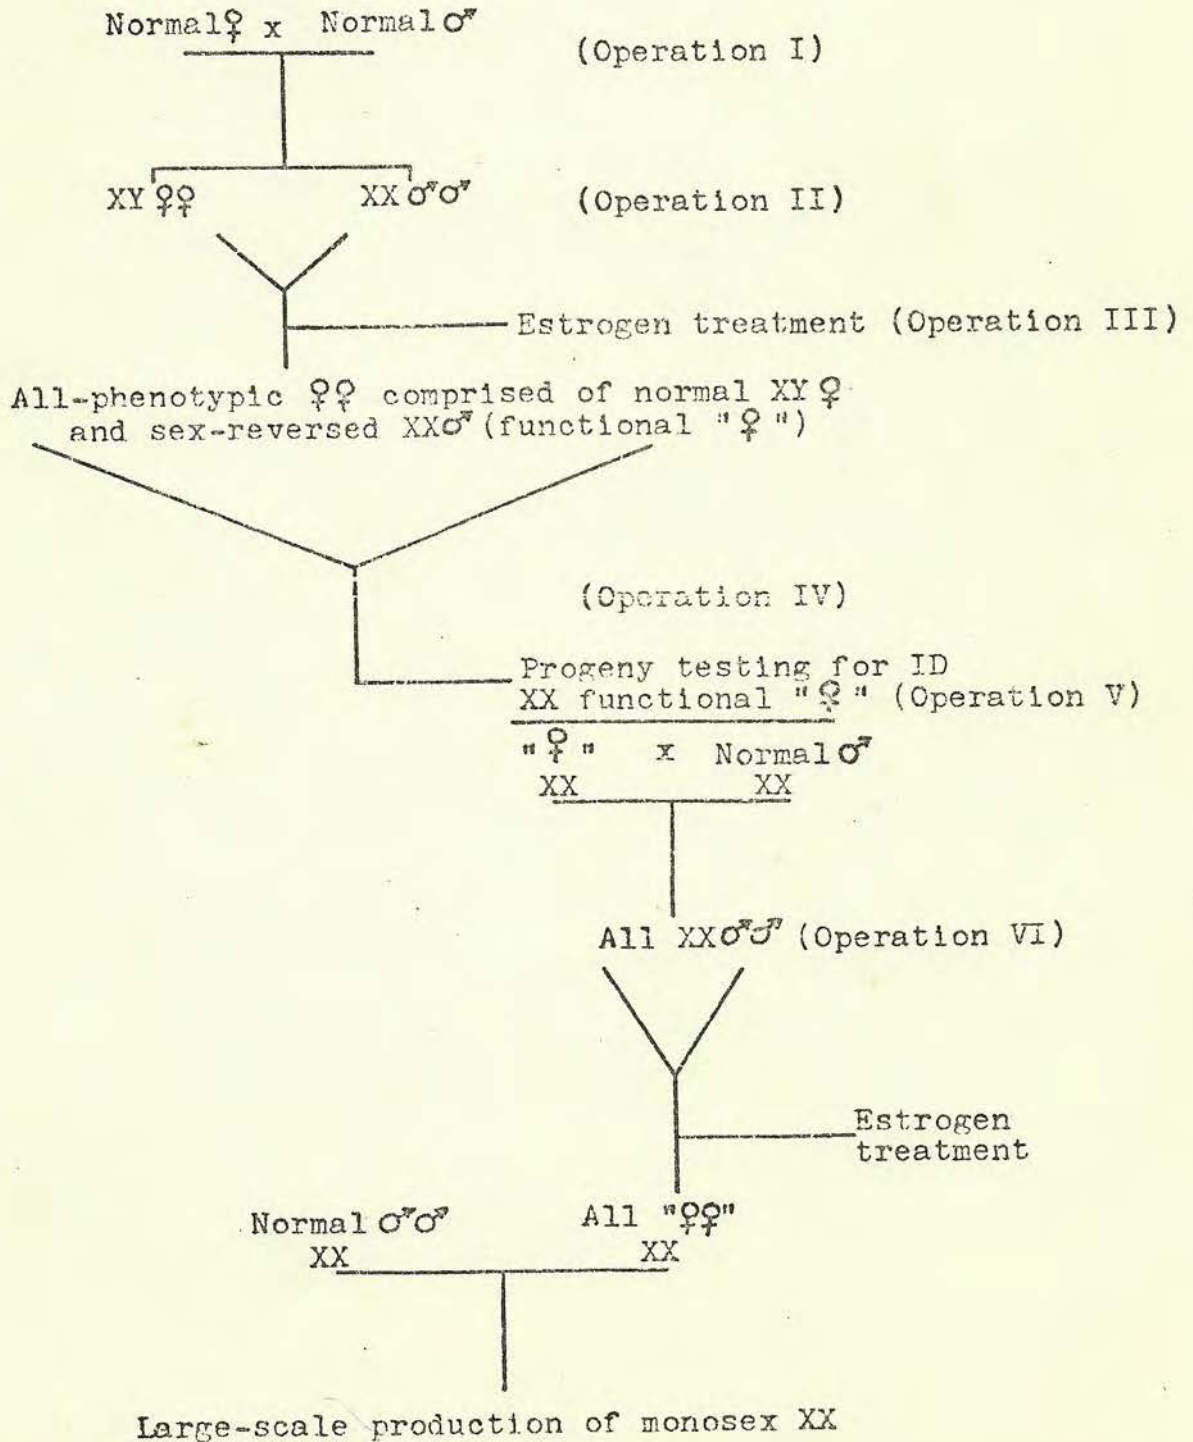 Normal♀ x Normal♂
(Operation I)
XY ♀♀ XX ♂♂ (Operation II)
Estrogen treatment (Operation III)
All-phenotypic ♀♀ comprised of normal XY ♀
and sex-reversed XX♂ (functional "♀")
(Operation IV)
Progeny testing for ID
XX functional "♀" (Operation V)
"♀" x Normal ♂
XX XX
All XX♂♂ (Operation VI)
Estrogen
treatment
Normal ♂♂ All "♀♀"
XX XX
Large-scale production of monosex XX